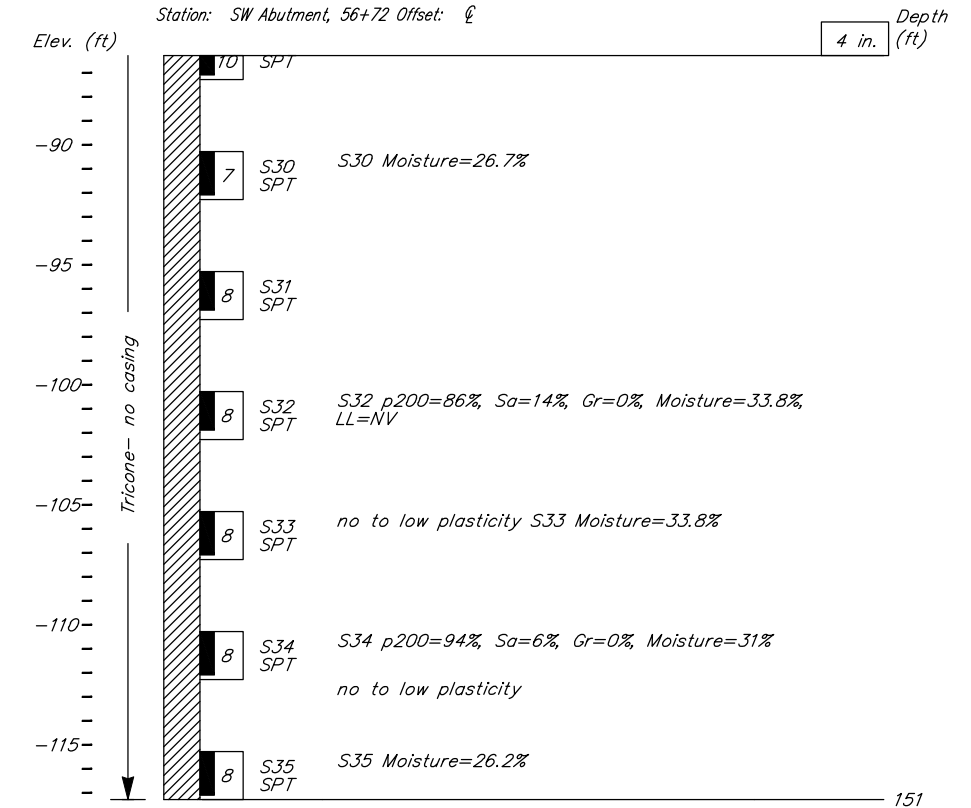 Station: SW Abutment, 56+72 Offset: ℄
Depth
(ft)
Elev. (ft)
4 in.
10 SPT
-90
7 S30 SPT
S30 Moisture=26.7%
-95
8 S31 SPT
-100
8 S32 SPT
S32 p200=86%, Sa=14%, Gr=0%, Moisture=33.8%,
LL=NV
Tricone- no casing
-105
8 S33 SPT
no to low plasticity S33 Moisture=33.8%
-110
8 S34 SPT
S34 p200=94%, Sa=6%, Gr=0%, Moisture=31%
no to low plasticity
-115
8 S35 SPT
S35 Moisture=26.2%
151